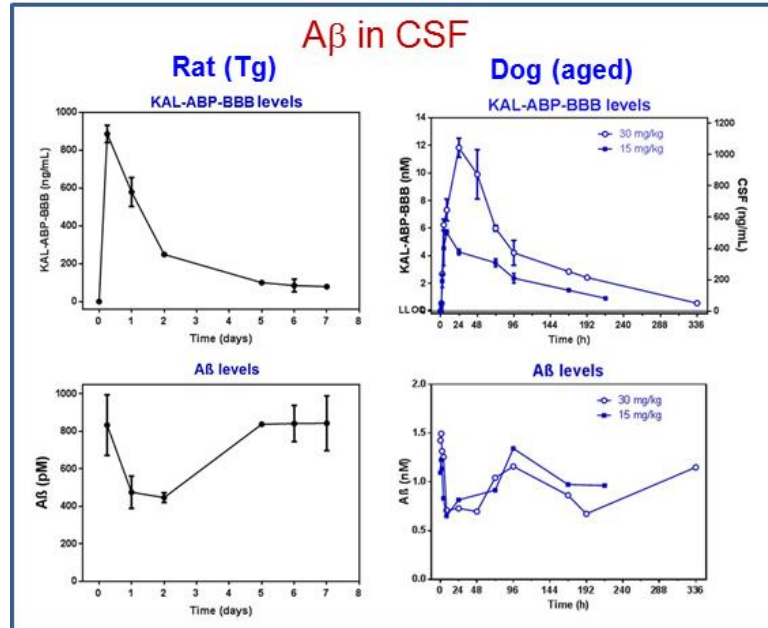 Aβ in CSF
Rat (Tg)
Dog (aged)
KAL-ABP-BBB levels
KAL-ABP-BBB (ng/mL)
1000
800
600
400
200
0
0 1 2 3 4 5 6 7 8
Time (days)
KAL-ABP-BBB levels
30 mg/kg
15 mg/kg
KAL-ABP-BBB (nM)
14
12
10
8
6
4
2
0
CSF (ng/mL)
1000
800
600
400
200
0
0 24 48 96 144 192 240 336
Time (h)
Aß levels
Aß (pM)
1000
800
600
400
200
0
0 1 2 3 4 5 6 7 8
Time (days)
Aß levels
30 mg/kg
15 mg/kg
Aß (nM)
2.0
1.5
1.0
0.5
0.0
0 24 48 96 144 192 240 336
Time (h)